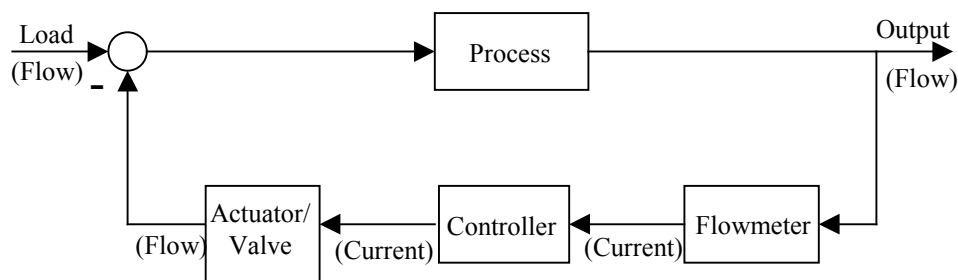 Load
(Flow)
-
Process
Output
(Flow)
Actuator/
Valve
(Flow)
(Current)
Controller
(Current)
Flowmeter